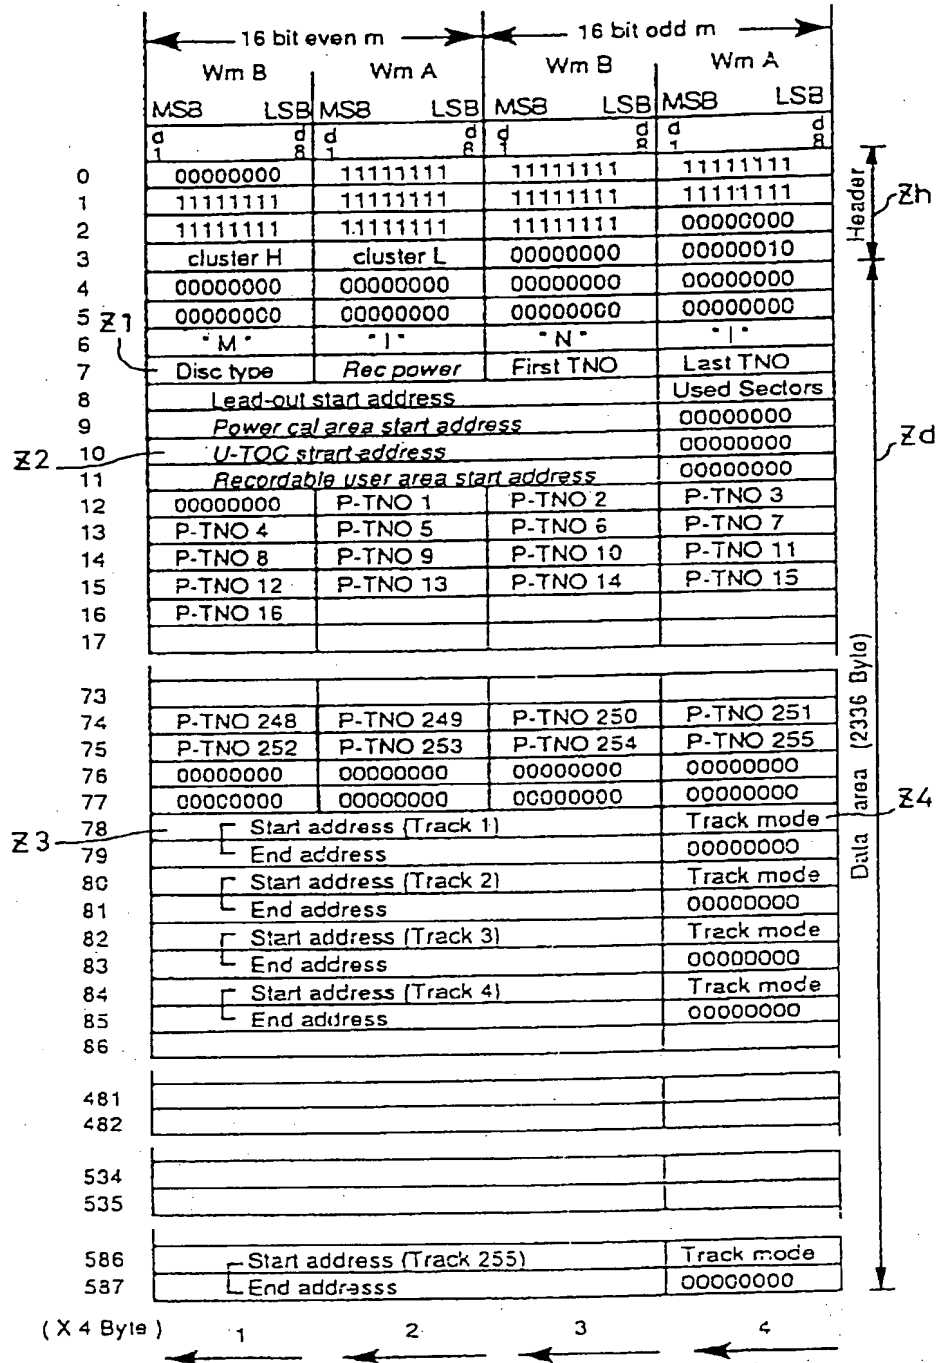 16 bit even m 16 bit odd m
Wm B Wm A Wm B Wm A
MSB LSB MSB LSB MSB LSB MSB LSB
d1 d8 d1 d8 d1 d8 d1 d8
0 00000000 11111111 11111111 11111111
1 11111111 11111111 11111111 11111111
2 11111111 11111111 11111111 00000000
3 cluster H cluster L 00000000 00000010
Header
Zh
4 00000000 00000000 00000000 00000000
5 00000000 00000000 00000000 00000000
6 "M" "I" "N" "I"
Z1
7 Disc type Rec power First TNO Last TNO
8 Lead-out start address Used Sectors
9 Power cal area start address 00000000
Z2
10 U-TOC strart address 00000000
Zd
11 Recordable user area start address 00000000
12 00000000 P-TNO 1 P-TNO 2 P-TNO 3
13 P-TNO 4 P-TNO 5 P-TNO 6 P-TNO 7
14 P-TNO 8 P-TNO 9 P-TNO 10 P-TNO 11
15 P-TNO 12 P-TNO 13 P-TNO 14 P-TNO 15
16 P-TNO 16
17
Data area (2336 Byte)
73
74 P-TNO 248 P-TNO 249 P-TNO 250 P-TNO 251
75 P-TNO 252 P-TNO 253 P-TNO 254 P-TNO 255
76 00000000 00000000 00000000 00000000
77 00000000 00000000 00000000 00000000
Z3
78 Start address (Track 1) Track mode
Z4
79 End address 00000000
80 Start address (Track 2) Track mode
81 End address 00000000
82 Start address (Track 3) Track mode
83 End address 00000000
84 Start address (Track 4) Track mode
85 End address 00000000
86
481
482
534
535
586 Start address (Track 255) Track mode
587 End addresss 00000000
(X 4 Byte) 1 2 3 4